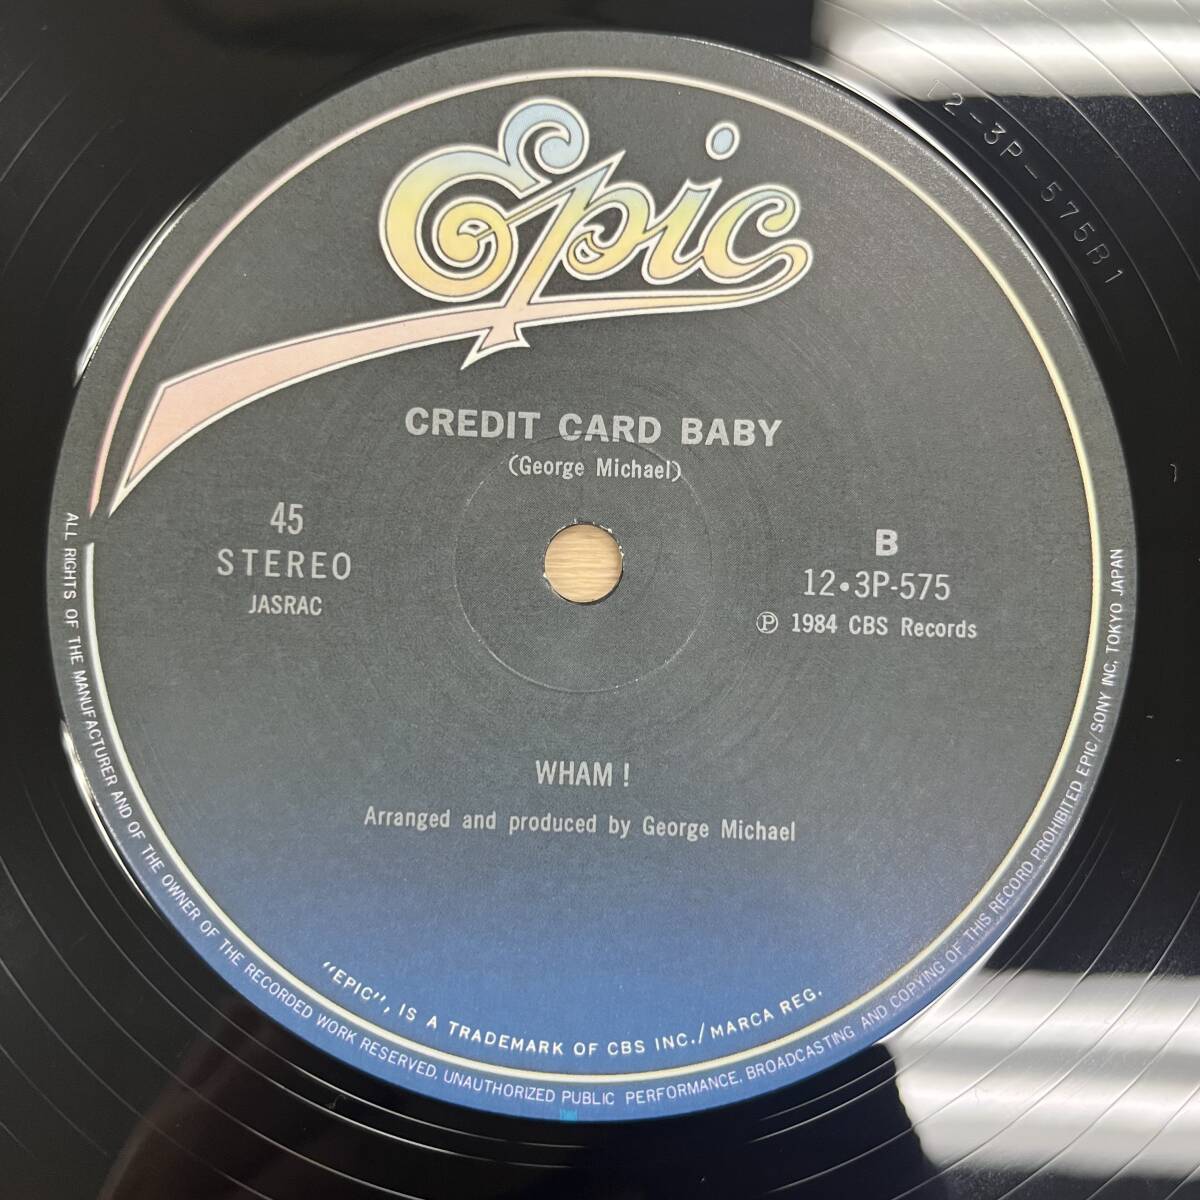 Epic
CREDIT CARD BABY
(George Michael)
45
STEREO
JASRAC
B
12・3P-575
Ⓟ 1984 CBS Records
WHAM!
Arranged and produced by George Michael
"EPIC", IS A TRADEMARK OF CBS INC./MARCA REG.
ALL RIGHTS OF THE MANUFACTURER AND OF THE OWNER OF THE RECORDED WORK RESERVED. UNAUTHORIZED PUBLIC PERFORMANCE, BROADCASTING AND COPYING OF THIS RECORD PROHIBITED EPIC/SONY INC, TOKYO JAPAN
12-3P-575B1